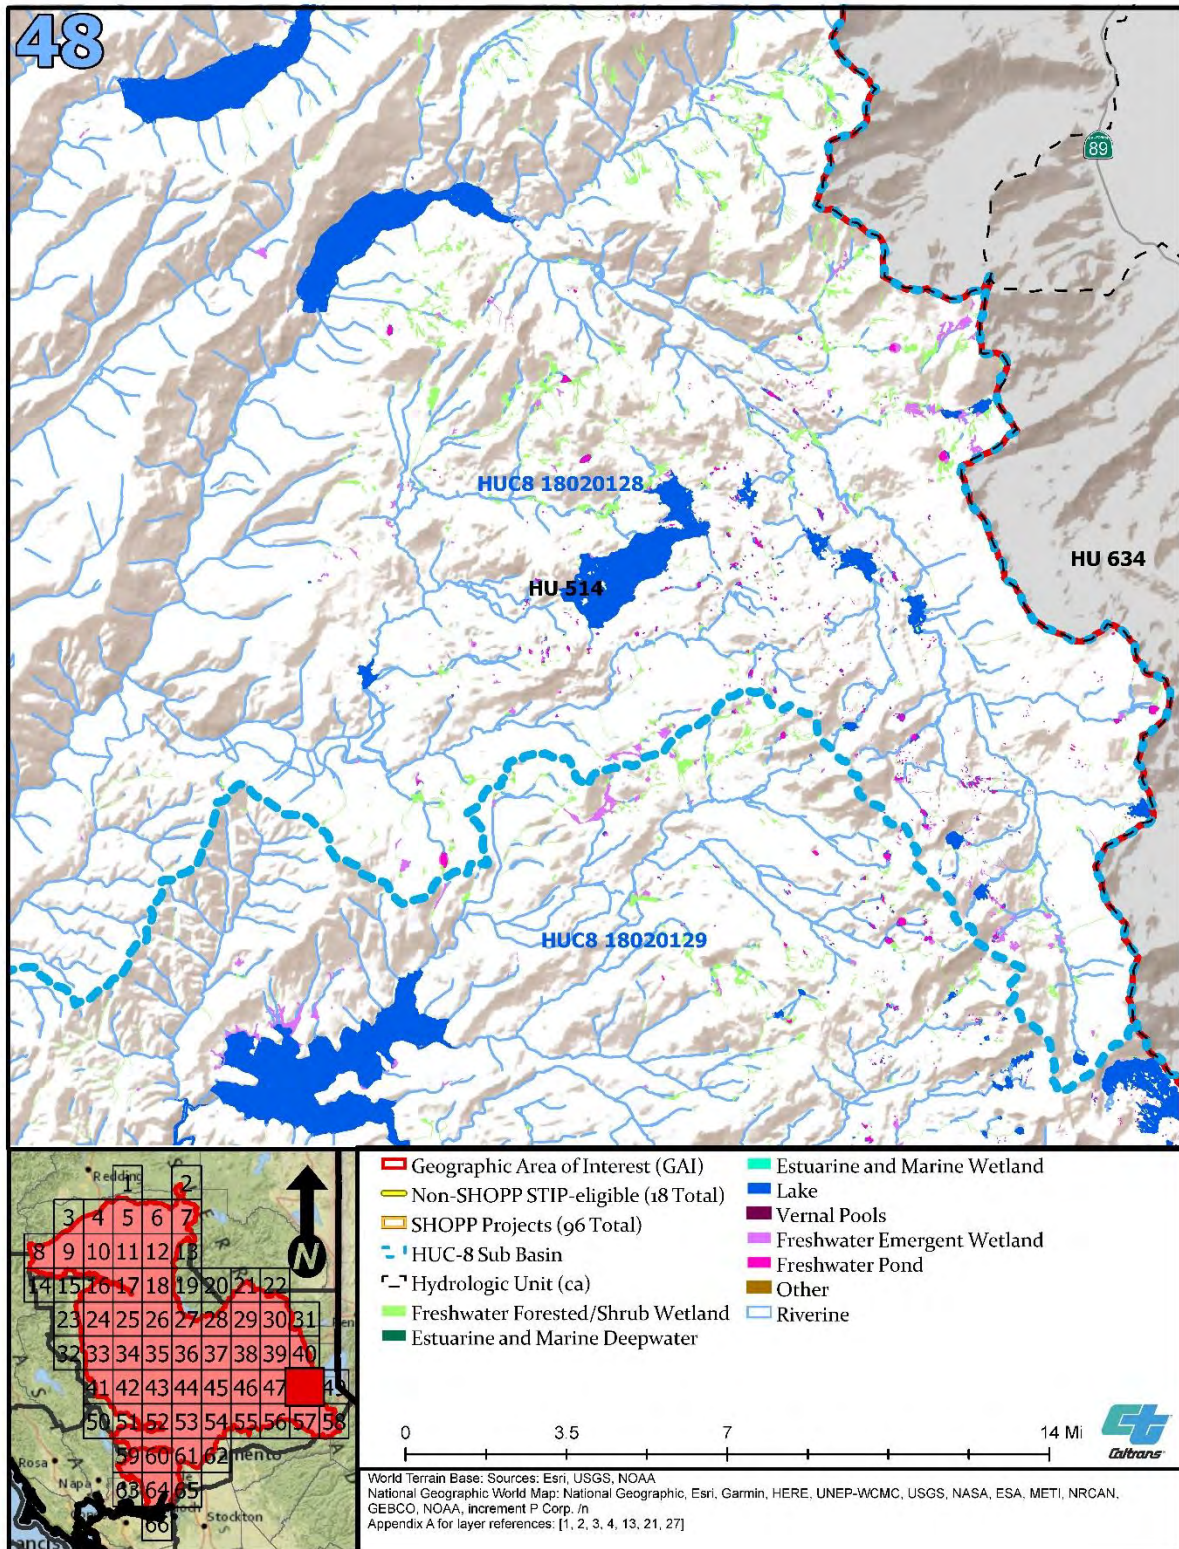 48
89
HUC8 18020128
HU 514
HU 634
HUC8 18020129
Redding
1 2
3 4 5 6 7
8 9 10 11 12 13
14 15 16 17 18 19 20 21 22
23 24 25 26 27 28 29 30 31
32 33 34 35 36 37 38 39 40
41 42 43 44 45 46 47 49
50 51 52 53 54 55 56 57 58
59 60 61 62
Rosa
Napa
63 64 65
66
Stockton
N
Geographic Area of Interest (GAI)
Non-SHOPP STIP-eligible (18 Total)
SHOPP Projects (96 Total)
HUC-8 Sub Basin
Hydrologic Unit (ca)
Freshwater Forested/Shrub Wetland
Estuarine and Marine Deepwater
Estuarine and Marine Wetland
Lake
Vernal Pools
Freshwater Emergent Wetland
Freshwater Pond
Other
Riverine
0 3.5 7 14 Mi
Caltrans
World Terrain Base: Sources: Esri, USGS, NOAA
National Geographic World Map: National Geographic, Esri, Garmin, HERE, UNEP-WCMC, USGS, NASA, ESA, METI, NRCAN,
GEBCO, NOAA, increment P Corp. /n
Appendix A for layer references: [1, 2, 3, 4, 13, 21, 27]